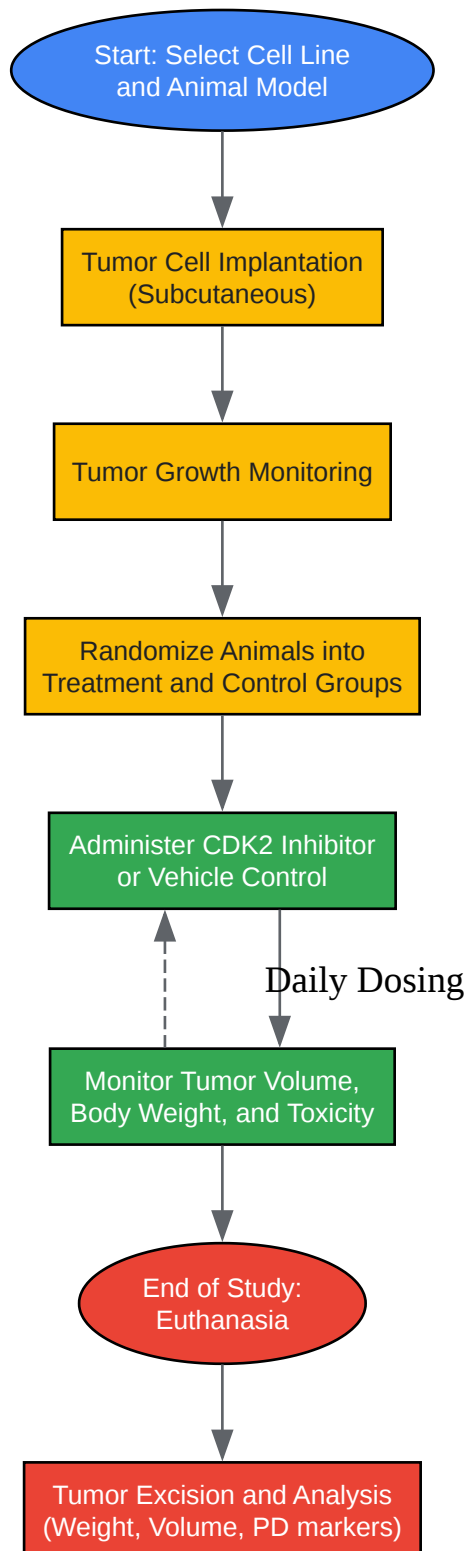 Start: Select Cell Line
and Animal Model
Tumor Cell Implantation
(Subcutaneous)
Tumor Growth Monitoring
Randomize Animals into
Treatment and Control Groups
Administer CDK2 Inhibitor
or Vehicle Control
Daily Dosing
Monitor Tumor Volume,
Body Weight, and Toxicity
End of Study:
Euthanasia
Tumor Excision and Analysis
(Weight, Volume, PD markers)